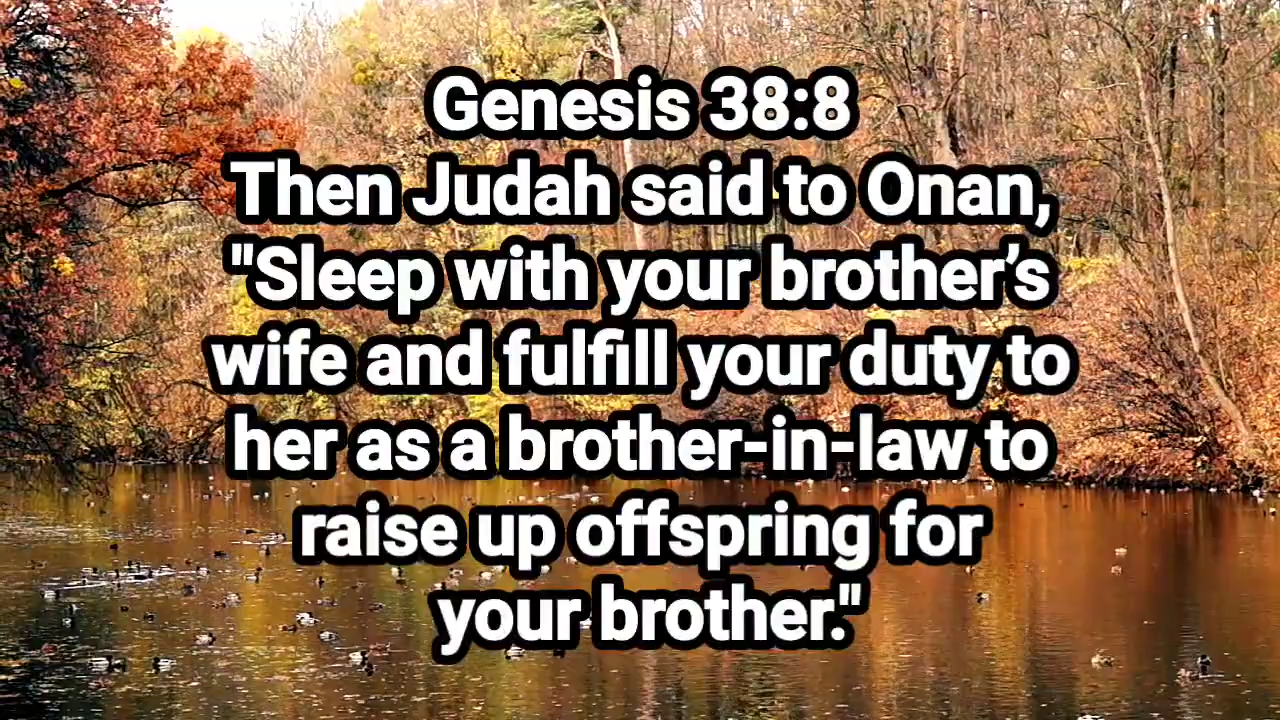 Genesis 38:8
Then Judah said to Onan,
"Sleep with your brother’s
wife and fulfill your duty to
her as a brother-in-law to
raise up offspring for
your brother."